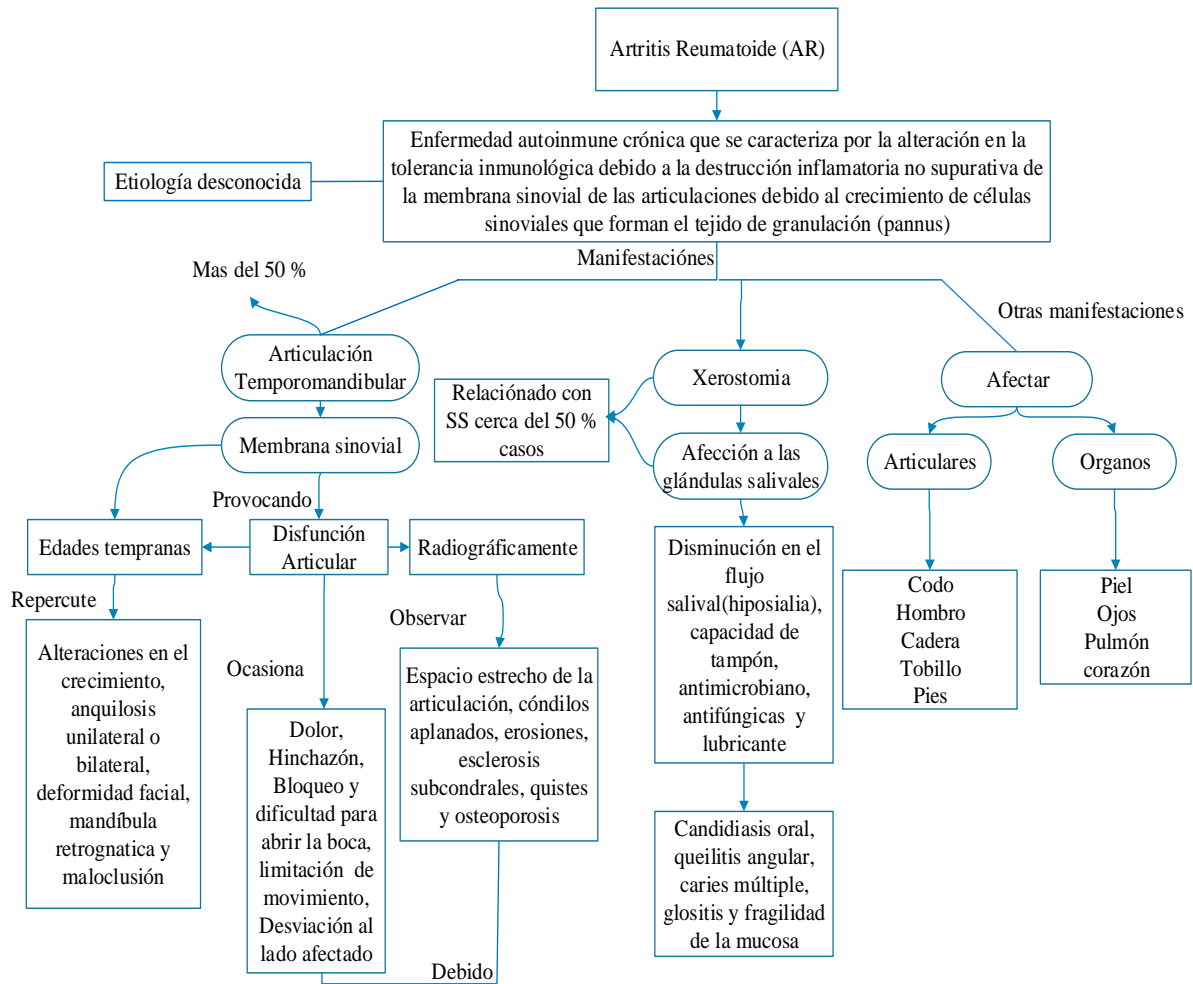 Artritis Reumatoide (AR)
Enfermedad autoinmune crónica que se caracteriza por la alteración en la
tolerancia inmunológica debido a la destrucción inflamatoria no supurativa de
la membrana sinovial de las articulaciones debido al crecimiento de células
sinoviales que forman el tejido de granulación (pannus)
Etiología desconocida
Manifestaciónes
Mas del 50 %
Otras manifestaciones
Articulación
Temporomandibular
Xerostomia
Afectar
Relaciónado con
SS cerca del 50 %
casos
Membrana sinovial
Afección a las
glándulas salivales
Articulares
Organos
Provocando
Edades tempranas
Disfunción
Articular
Radiográficamente
Disminución en el
flujo
salival(hiposialia),
capacidad de
tampón,
antimicrobiano,
antifúngicas y
lubricante
Codo
Hombro
Cadera
Tobillo
Pies
Piel
Ojos
Pulmón
corazón
Repercute
Observar
Ocasiona
Alteraciones en el
crecimiento,
anquilosis
unilateral o
bilateral,
deformidad facial,
mandíbula
retrognatica y
maloclusión
Espacio estrecho de la
articulación, cóndilos
aplanados, erosiones,
esclerosis
subcondrales, quistes
y osteoporosis
Dolor,
Hinchazón,
Bloqueo y
dificultad para
abrir la boca,
limitación de
movimiento,
Desviación al
lado afectado
Candidiasis oral,
queilitis angular,
caries múltiple,
glositis y fragilidad
de la mucosa
Debido